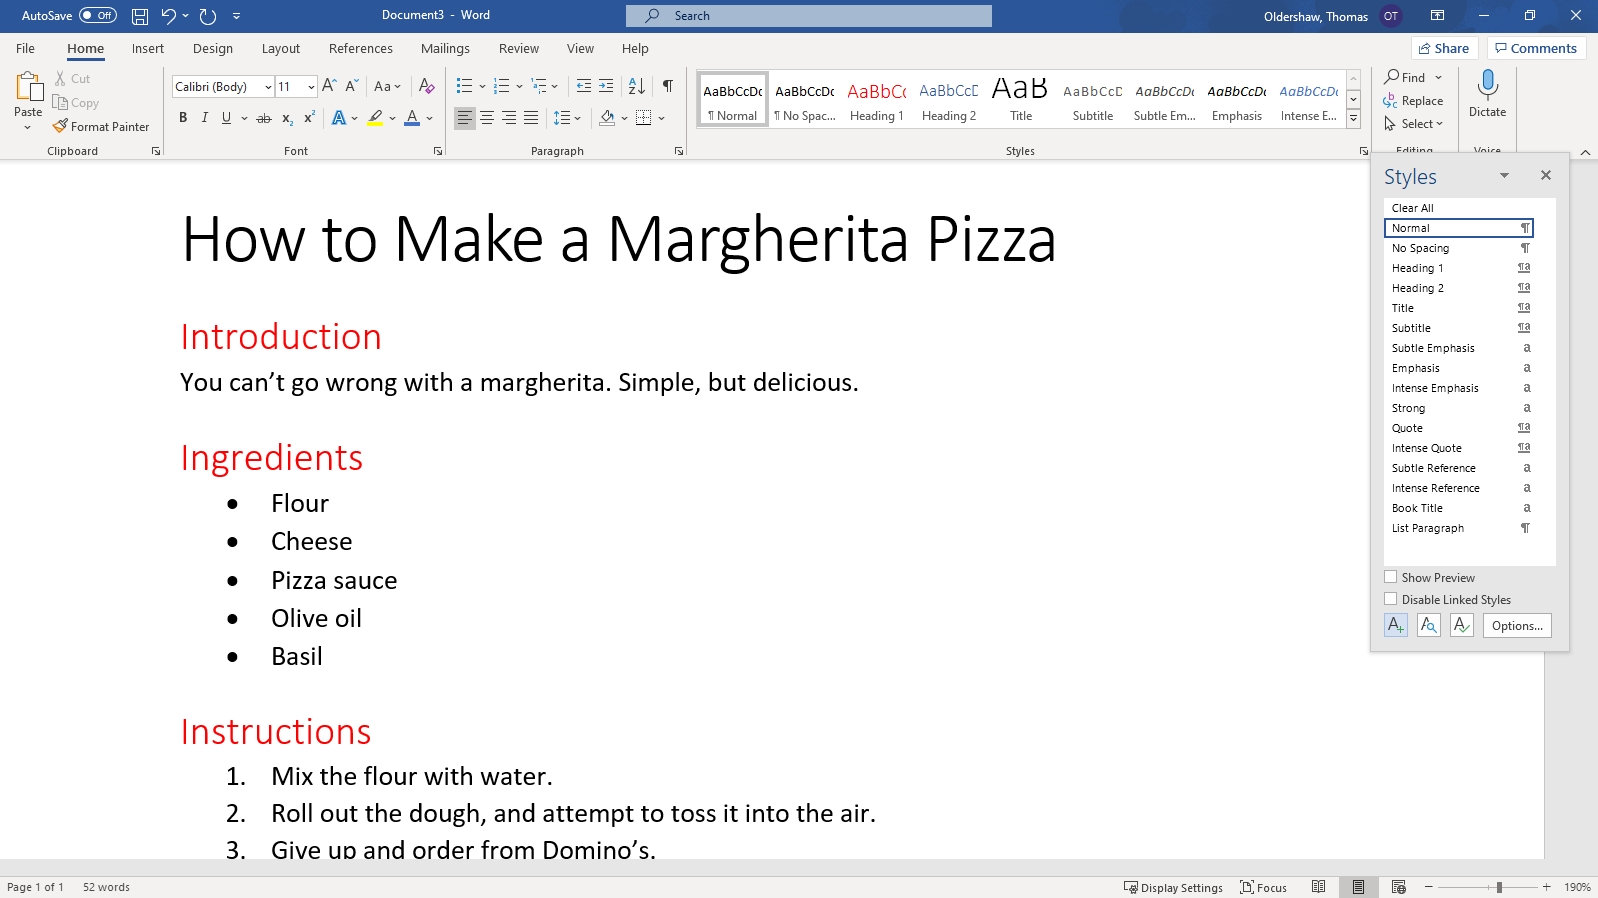 AutoSave Off Document3 - Word Search Oldershaw, Thomas OT
File Home Insert Design Layout References Mailings Review View Help Share Comments
Paste Cut Copy Format Painter
Clipboard
Calibri (Body) 11 Aa
B I U ab x₂ x² A A
Font
Paragraph
AaBbCcDc AaBbCcDc AaBbCc AaBbCcD AaB AaBbCcD AaBbCcDc AaBbCcDc AaBbCcDc
¶ Normal ¶ No Spac... Heading 1 Heading 2 Title Subtitle Subtle Em... Emphasis Intense E...
Styles
Find
Replace
Select
Editing
Dictate
Voice
How to Make a Margherita Pizza
Introduction
You can’t go wrong with a margherita. Simple, but delicious.
Ingredients
• Flour
• Cheese
• Pizza sauce
• Olive oil
• Basil
Instructions
1. Mix the flour with water.
2. Roll out the dough, and attempt to toss it into the air.
3. Give up and order from Domino’s.
Styles
Clear All
Normal ¶
No Spacing ¶
Heading 1 ¶a
Heading 2 ¶a
Title ¶a
Subtitle ¶a
Subtle Emphasis a
Emphasis a
Intense Emphasis a
Strong a
Quote ¶a
Intense Quote ¶a
Subtle Reference a
Intense Reference a
Book Title a
List Paragraph ¶
Show Preview
Disable Linked Styles
Options...
Page 1 of 1 52 words Display Settings Focus 190%